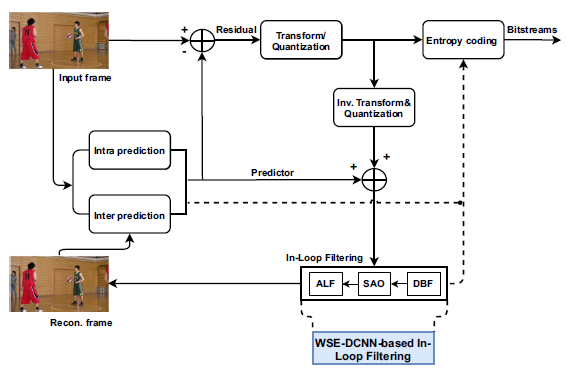 +
-
Residual
Transform/
Quantization
Entropy coding
Bitstreams
Input frame
Inv. Transform&
Quantization
Intra prediction
+
+
Predictor
Inter prediction
In-Loop Filtering
ALF
SAO
DBF
Recon. frame
WSE-DCNN-based In-
Loop Filtering